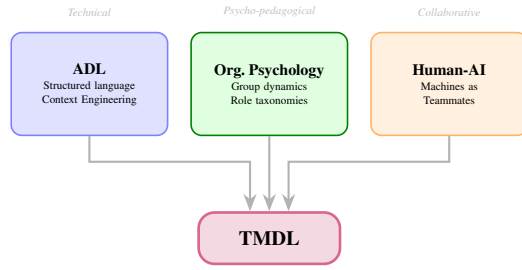 Technical
Psycho-pedagogical
Collaborative
ADL
Structured language
Context Engineering
Org. Psychology
Group dynamics
Role taxonomies
Human-AI
Machines as
Teammates
TMDL